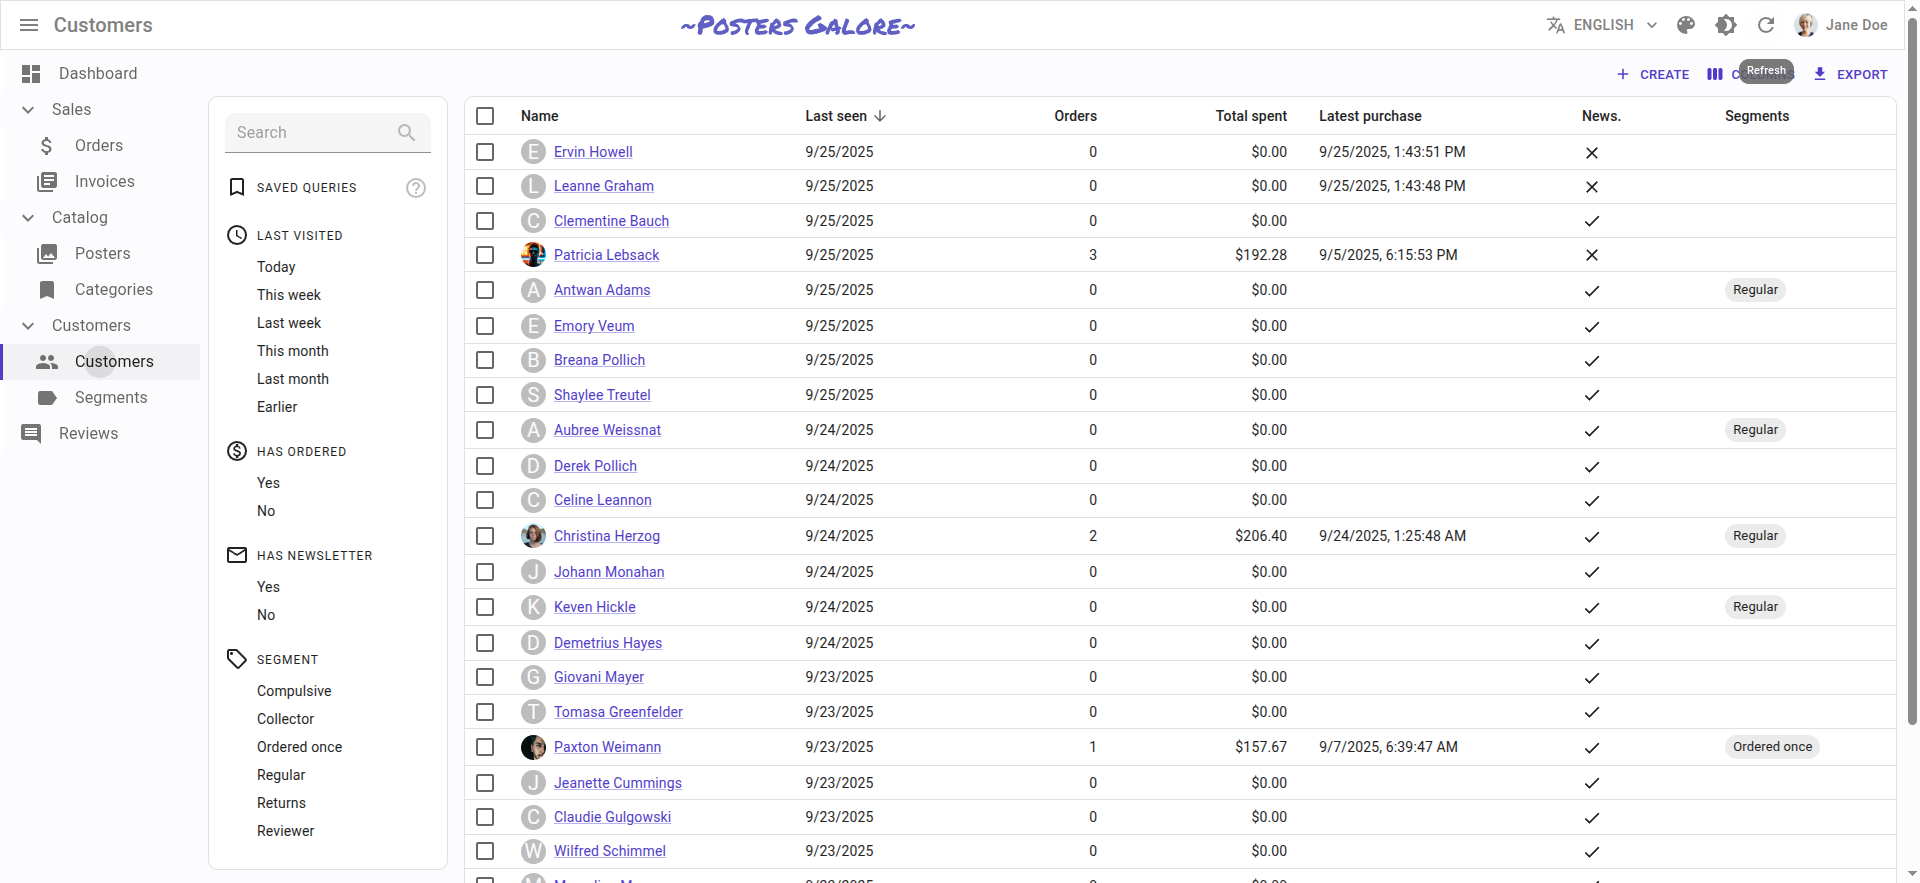 Customers
~Posters Galore~
ENGLISH
Jane Doe
Dashboard
Sales
Orders
Invoices
Catalog
Posters
Categories
Customers
Customers
Segments
Reviews
CREATE
Refresh
EXPORT
Search
SAVED QUERIES
LAST VISITED
Today
This week
Last week
This month
Last month
Earlier
HAS ORDERED
Yes
No
HAS NEWSLETTER
Yes
No
SEGMENT
Compulsive
Collector
Ordered once
Regular
Returns
Reviewer
Name Last seen Orders Total spent Latest purchase News. Segments
E Ervin Howell 9/25/2025 0 $0.00 9/25/2025, 1:43:51 PM
L Leanne Graham 9/25/2025 0 $0.00 9/25/2025, 1:43:48 PM
C Clementine Bauch 9/25/2025 0 $0.00
Patricia Lebsack 9/25/2025 3 $192.28 9/5/2025, 6:15:53 PM
A Antwan Adams 9/25/2025 0 $0.00 Regular
E Emory Veum 9/25/2025 0 $0.00
B Breana Pollich 9/25/2025 0 $0.00
S Shaylee Treutel 9/25/2025 0 $0.00
A Aubree Weissnat 9/24/2025 0 $0.00 Regular
D Derek Pollich 9/24/2025 0 $0.00
C Celine Leannon 9/24/2025 0 $0.00
Christina Herzog 9/24/2025 2 $206.40 9/24/2025, 1:25:48 AM Regular
J Johann Monahan 9/24/2025 0 $0.00
K Keven Hickle 9/24/2025 0 $0.00 Regular
D Demetrius Hayes 9/24/2025 0 $0.00
G Giovani Mayer 9/23/2025 0 $0.00
T Tomasa Greenfelder 9/23/2025 0 $0.00
Paxton Weimann 9/23/2025 1 $157.67 9/7/2025, 6:39:47 AM Ordered once
J Jeanette Cummings 9/23/2025 0 $0.00
C Claudie Gulgowski 9/23/2025 0 $0.00
W Wilfred Schimmel 9/23/2025 0 $0.00